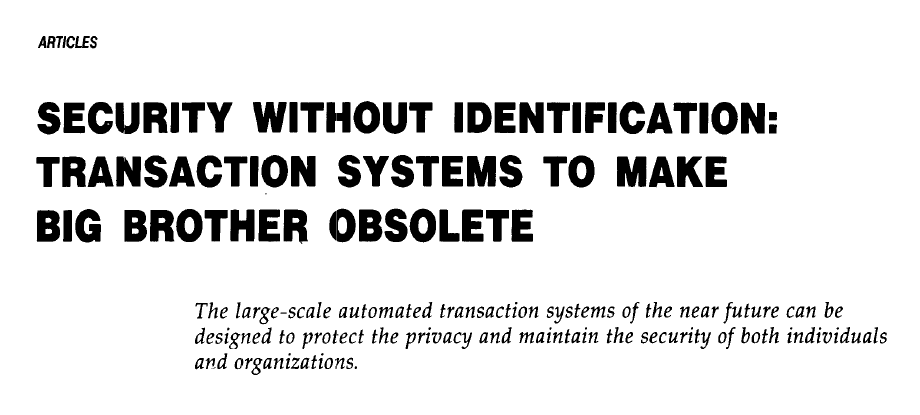 ARTICLES
SECURITY WITHOUT IDENTIFICATION:
TRANSACTION SYSTEMS TO MAKE
BIG BROTHER OBSOLETE
The large-scale automated transaction systems of the near future can be
designed to protect the privacy and maintain the security of both individuals
and organizations.